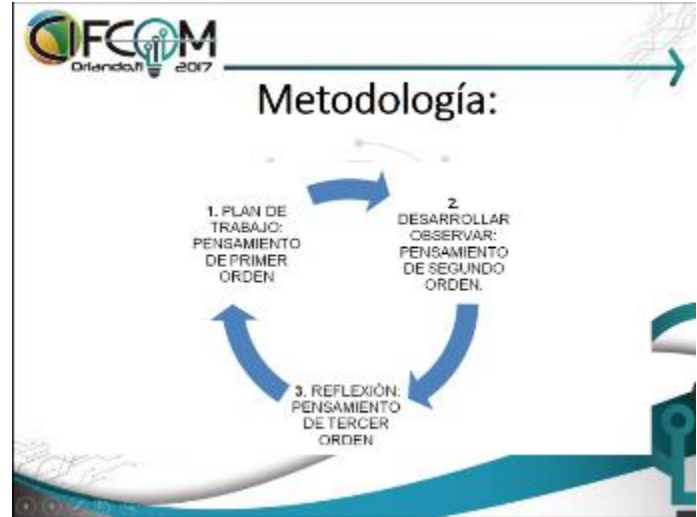 CIFCOM
Orlando.fl 2017
Metodología:
1. PLAN DE
TRABAJO:
PENSAMIENTO
DE PRIMER
ORDEN
2.
DESARROLLAR
OBSERVAR:
PENSAMIENTO
DE SEGUNDO
ORDEN.
3. REFLEXIÒN:
PENSAMIENTO
DE TERCER
ORDEN